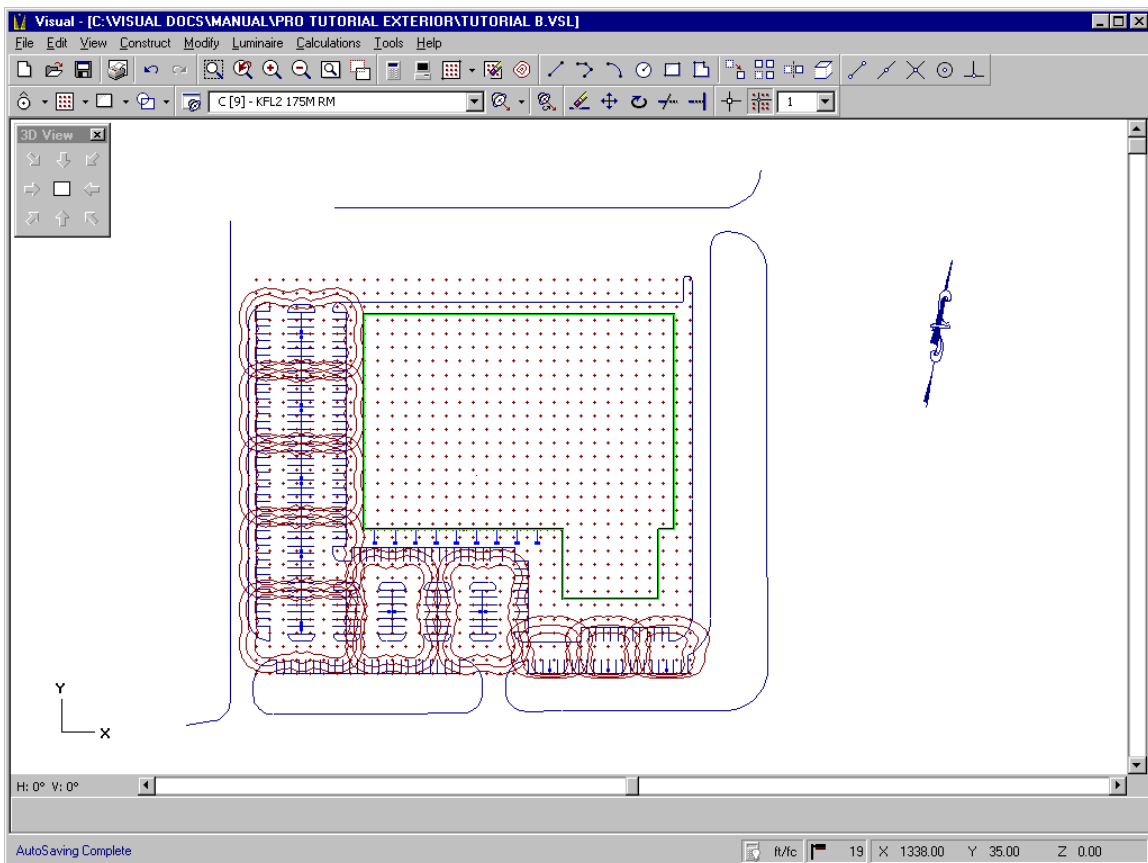 Visual - [C:\VISUAL DOCS\MANUAL\PRO TUTORIAL EXTERIOR\TUTORIAL B.VSL]
File Edit View Construct Modify Luminaire Calculations Tools Help
C [9] - KFL2 175M RM
1
3D View
Y
X
H: 0° V: 0°
AutoSaving Complete
ft/fc
19
X 1338.00 Y 35.00 Z 0.00